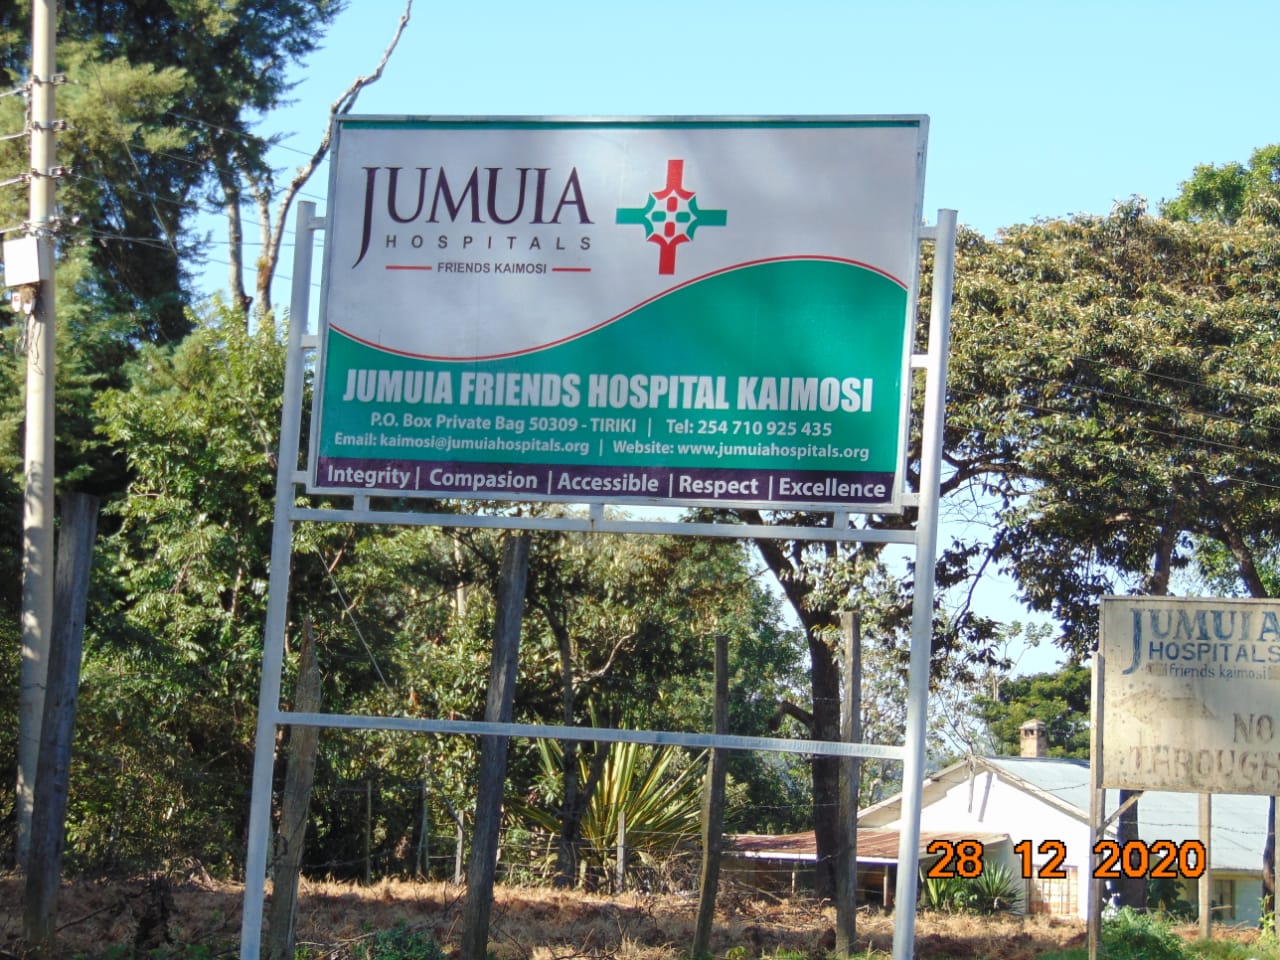 JUMUIA
HOSPITALS
FRIENDS KAIMOSI
JUMUIA FRIENDS HOSPITAL KAIMOSI
P.O. Box Private Bag 50309 - TIRIKI | Tel: 254 710 925 435
Email: kaimosi@jumuiahospitals.org | Website: www.jumuiahospitals.org
Integrity | Compasion | Accessible | Respect | Excellence
JUMUIA
HOSPITALS
friends kaimosi
NO
THROUGH
28 12 2020